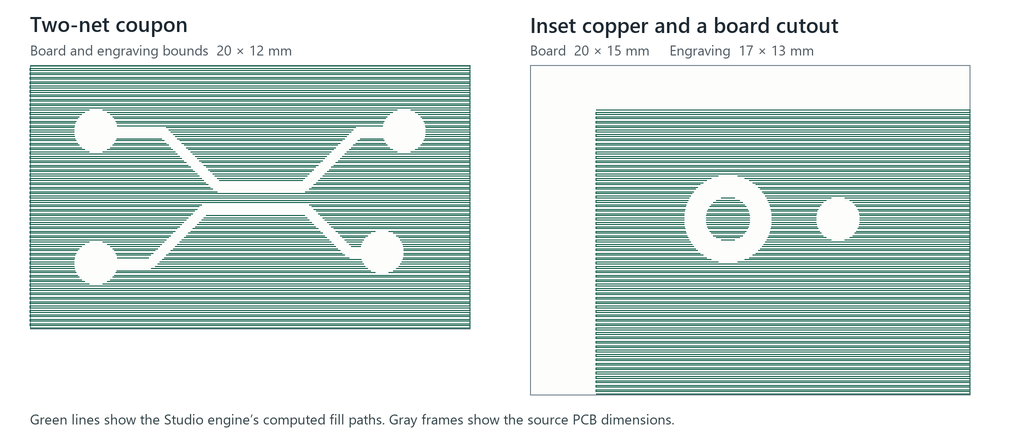 Two-net coupon
Board and engraving bounds  20 × 12 mm
Inset copper and a board cutout
Board  20 × 15 mm  Engraving  17 × 13 mm
Green lines show the Studio engine's computed fill paths. Gray frames show the source PCB dimensions.